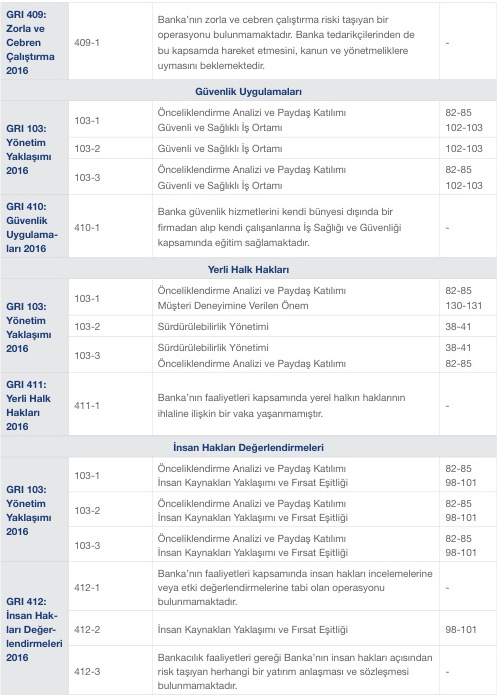 GRI 409:
Zorla ve
Cebren
Çalıştırma
2016
409-1
Banka’nın zorla ve cebren çalıştırma riski taşıyan bir
operasyonu bulunmamaktadır. Banka tedarikçilerinden de
bu kapsamda hareket etmesini, kanun ve yönetmeliklere
uymasını beklemektedir.
-
Güvenlik Uygulamaları
GRI 103:
Yönetim
Yaklaşımı
2016
103-1
Önceliklendirme Analizi ve Paydaş Katılımı
82-85
Güvenli ve Sağlıklı İş Ortamı
102-103
103-2
Güvenli ve Sağlıklı İş Ortamı
102-103
103-3
Önceliklendirme Analizi ve Paydaş Katılımı
82-85
Güvenli ve Sağlıklı İş Ortamı
102-103
GRI 410:
Güvenlik
Uygulama-
ları 2016
410-1
Banka güvenlik hizmetlerini kendi bünyesi dışında bir
firmadan alıp kendi çalışanlarına İş Sağlığı ve Güvenliği
kapsamında eğitim sağlamaktadır.
-
Yerli Halk Hakları
GRI 103:
Yönetim
Yaklaşımı
2016
103-1
Önceliklendirme Analizi ve Paydaş Katılımı
82-85
Müşteri Deneyimine Verilen Önem
130-131
103-2
Sürdürülebilirlik Yönetimi
38-41
103-3
Sürdürülebilirlik Yönetimi
38-41
Önceliklendirme Analizi ve Paydaş Katılımı
82-85
GRI 411:
Yerli Halk
Hakları
2016
411-1
Banka’nın faaliyetleri kapsamında yerel halkın haklarının
ihlaline ilişkin bir vaka yaşanmamıştır.
-
İnsan Hakları Değerlendirmeleri
GRI 103:
Yönetim
Yaklaşımı
2016
103-1
Önceliklendirme Analizi ve Paydaş Katılımı
82-85
İnsan Kaynakları Yaklaşımı ve Fırsat Eşitliği
98-101
103-2
Önceliklendirme Analizi ve Paydaş Katılımı
82-85
İnsan Kaynakları Yaklaşımı ve Fırsat Eşitliği
98-101
103-3
Önceliklendirme Analizi ve Paydaş Katılımı
82-85
İnsan Kaynakları Yaklaşımı ve Fırsat Eşitliği
98-101
GRI 412:
İnsan Hak-
ları Değer-
lendirmeleri
2016
412-1
Banka’nın faaliyetleri kapsamında insan hakları incelemelerine
veya etki değerlendirmelerine tabi olan operasyonu
bulunmamaktadır.
-
412-2
İnsan Kaynakları Yaklaşımı ve Fırsat Eşitliği
98-101
412-3
Bankacılık faaliyetleri gereği Banka’nın insan hakları açısından
risk taşıyan herhangi bir yatırım anlaşması ve sözleşmesi
bulunmamaktadır.
-